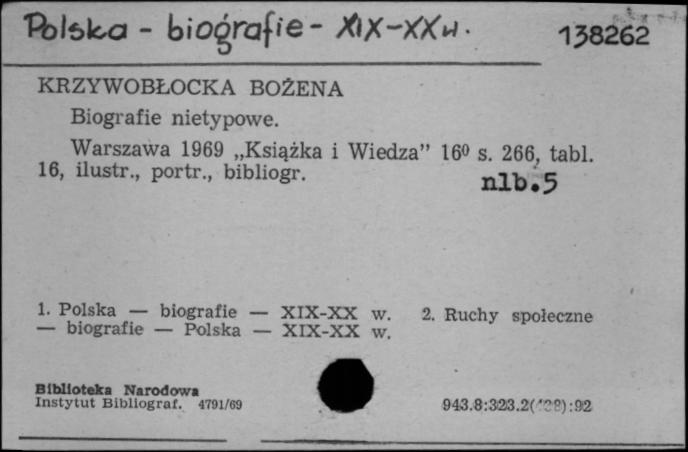 Polska - biografie - XIX-XX w.
138262
KRZYWOBŁOCKA BOŻENA
Biografie nietypowe.
Warszawa 1969 „Książka i Wiedza” 16⁰ s. 266, tabl.
16, ilustr., portr., bibliogr.
nlb.5
1. Polska — biografie — XIX-XX w. 2. Ruchy społeczne
— biografie — Polska — XIX-XX w.
Biblioteka Narodowa
Instytut Bibliograf. 4791/69
943.8:323.2(438):92